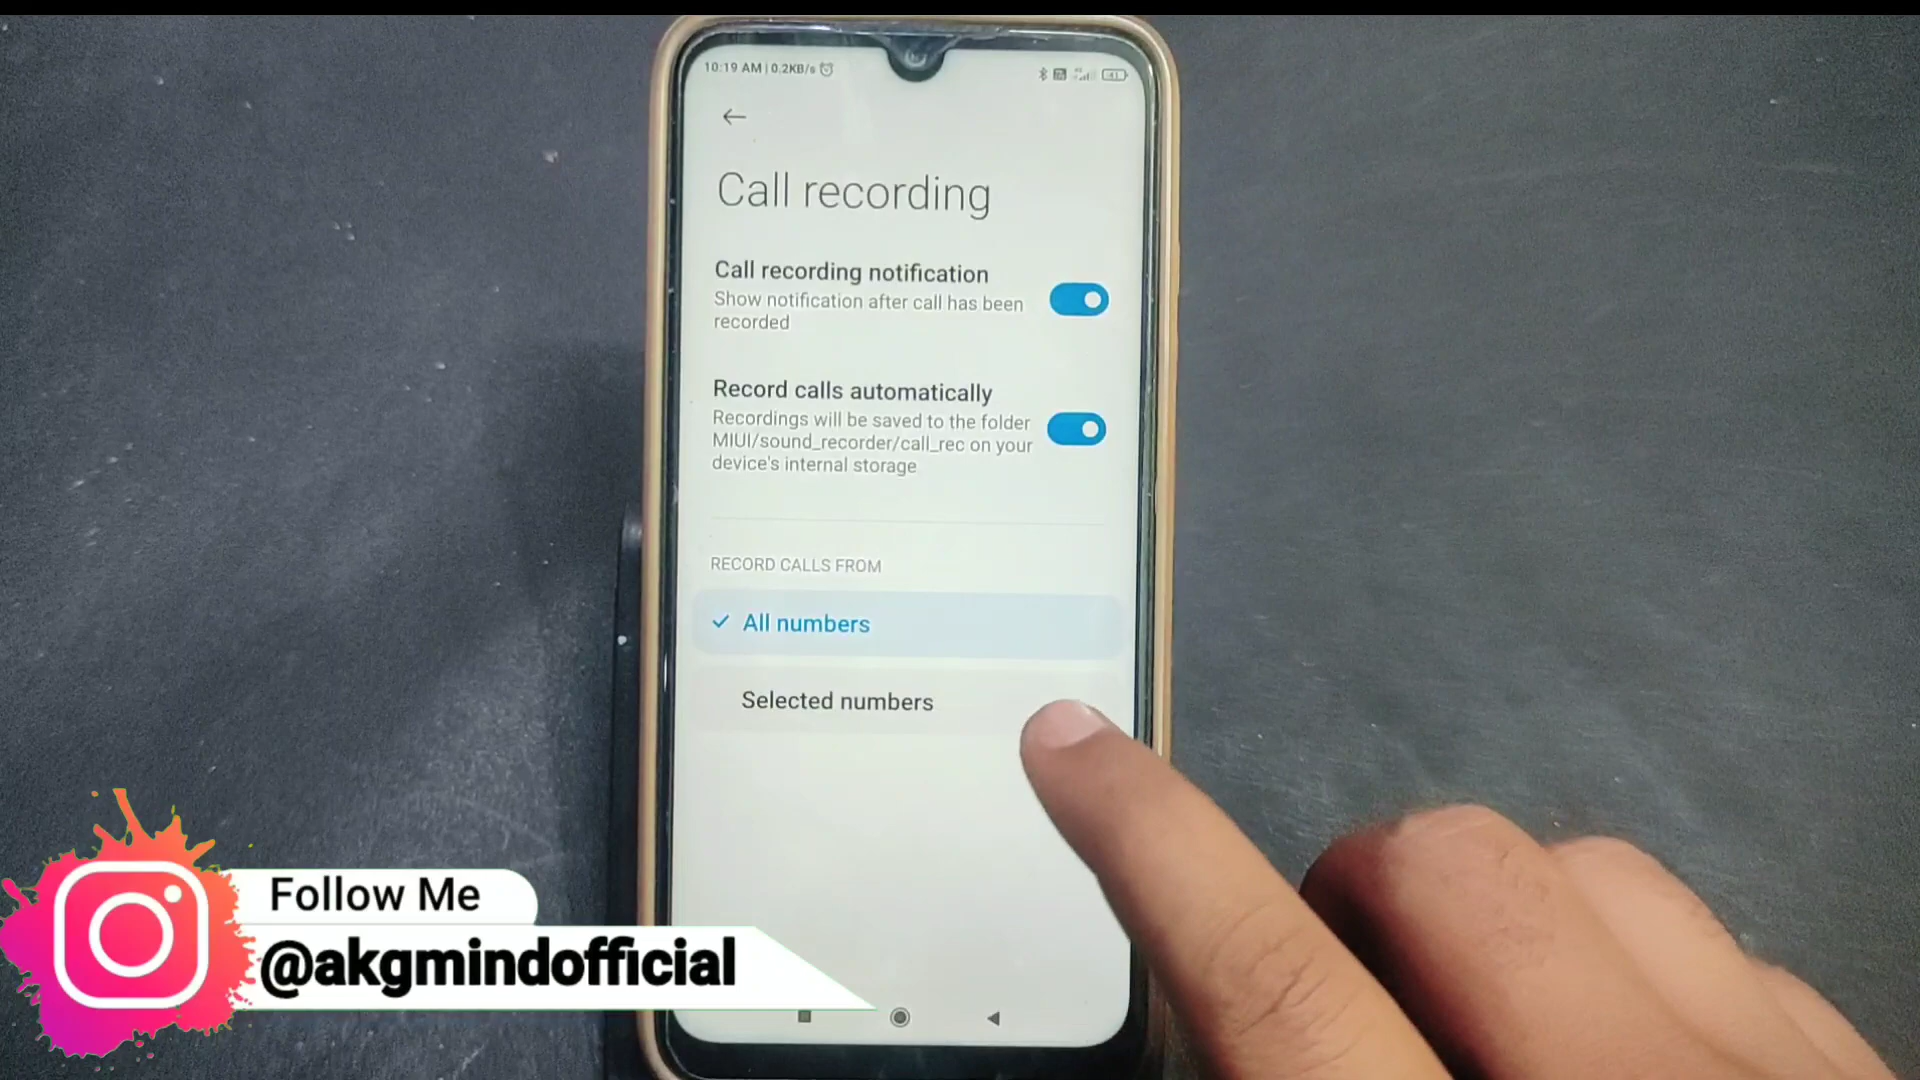 10:19 AM | 0.2KB/s
Call recording
Call recording notification
Show notification after call has been
recorded
Record calls automatically
Recordings will be saved to the folder
MIUI/sound_recorder/call_rec on your
device's internal storage
RECORD CALLS FROM
All numbers
Selected numbers
Follow Me
@akgmindofficial